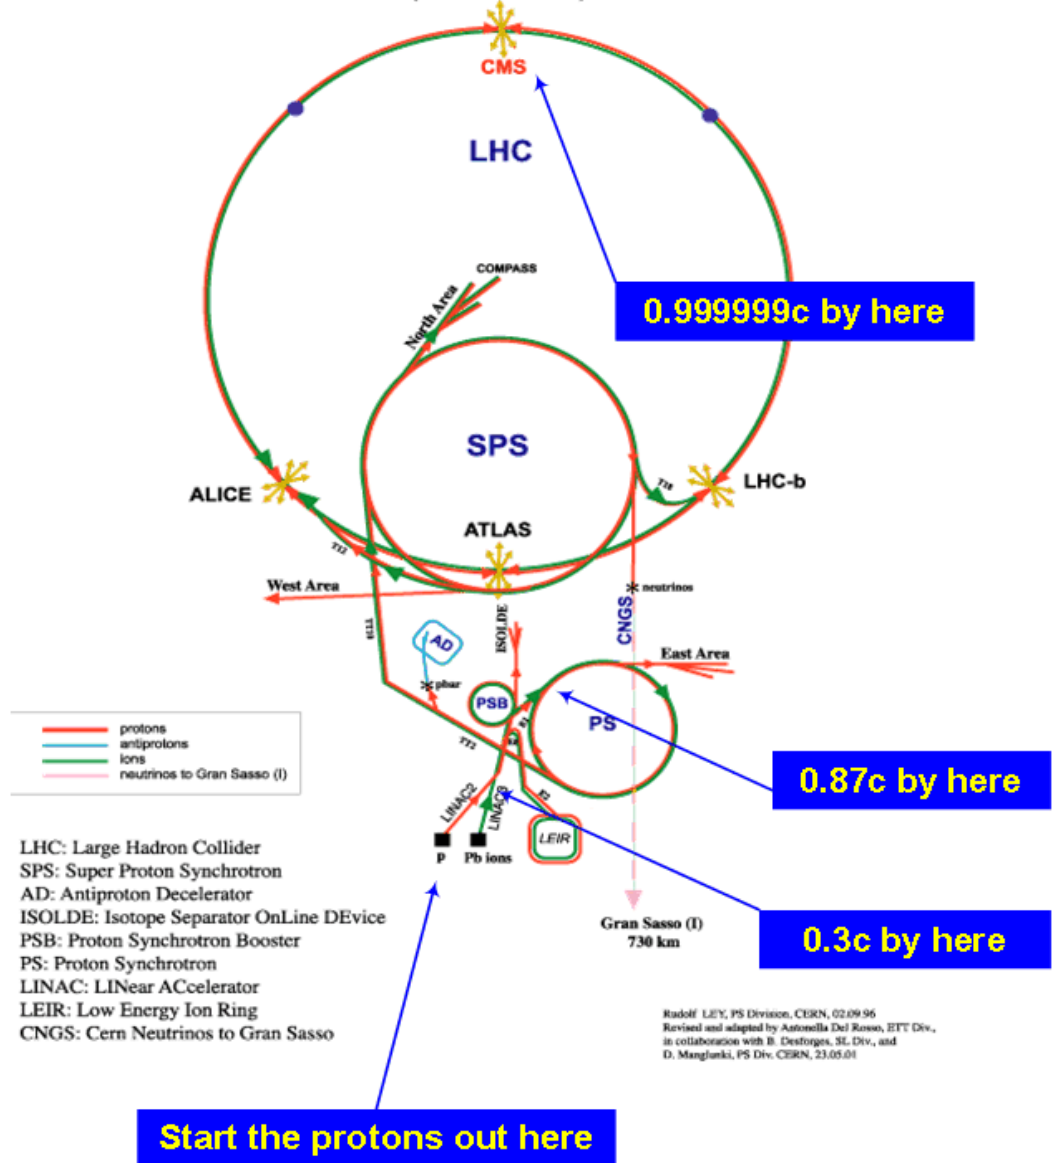 CMS
LHC
COMPASS
North Area
0.999999c by here
SPS
ALICE
LHC-b
TI8
ATLAS
TI2
West Area
neutrinos
CNGS
ISOLDE
East Area
TT10
AD
pbar
PSB
PS
TT2
E2
LINAC2
LINAC3
LEIR
p
Pb ions
0.87c by here
0.3c by here
Gran Sasso (I)
730 km
protons
antiprotons
ions
neutrinos to Gran Sasso (I)
LHC: Large Hadron Collider
SPS: Super Proton Synchrotron
AD: Antiproton Decelerator
ISOLDE: Isotope Separator OnLine DEvice
PSB: Proton Synchrotron Booster
PS: Proton Synchrotron
LINAC: LINear ACcelerator
LEIR: Low Energy Ion Ring
CNGS: Cern Neutrinos to Gran Sasso
Rudolf LEY, PS Division, CERN, 02.09.96
Revised and adapted by Antonella Del Rosso, ETT Div.,
in collaboration with B. Desforges, SL Div., and
D. Manglunki, PS Div. CERN, 23.05.01
Start the protons out here